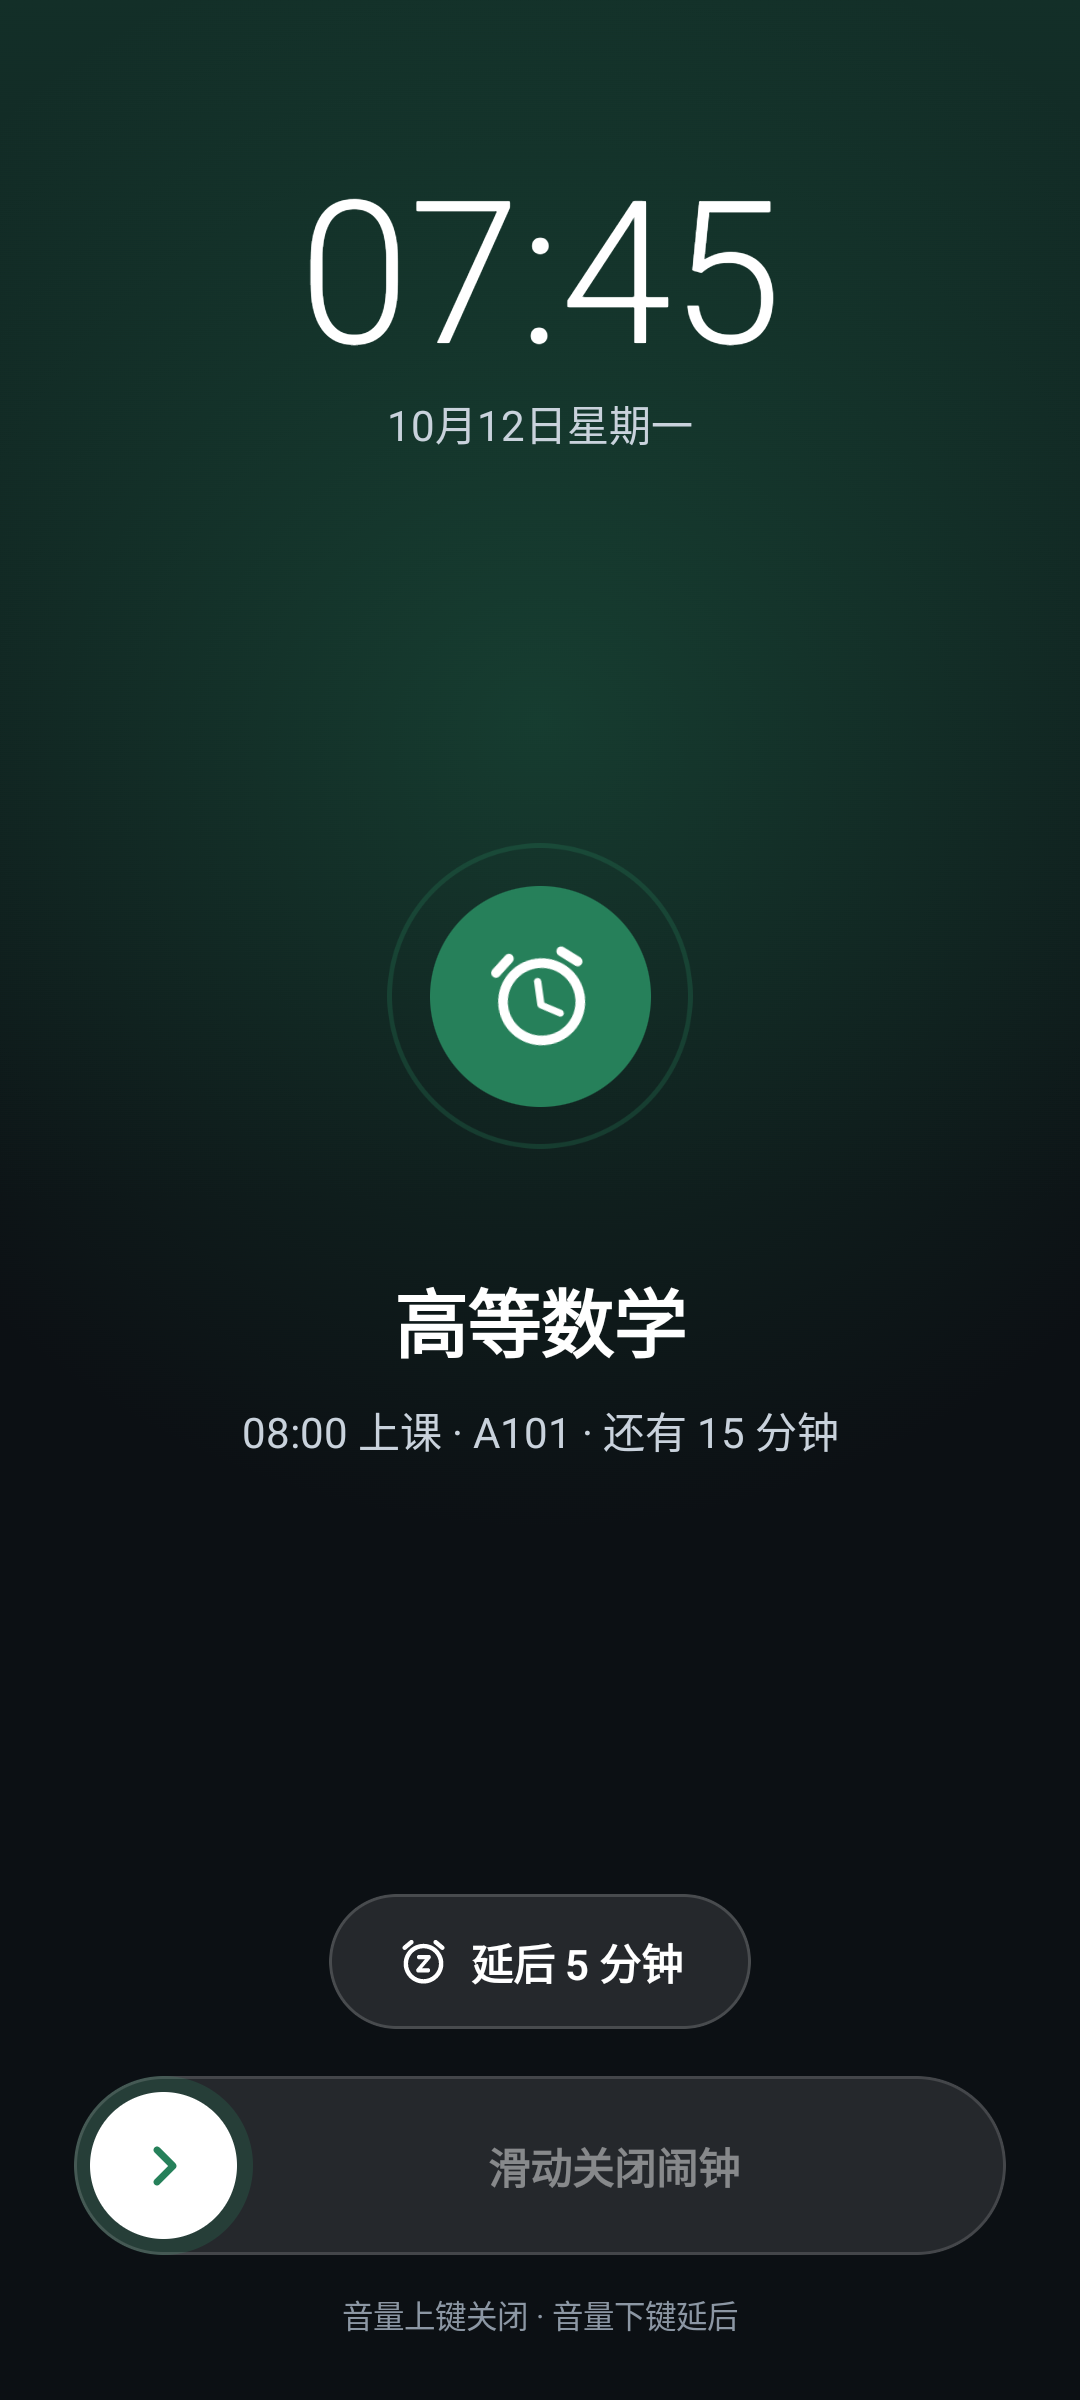 07:45
10月12日星期一
高等数学
08:00 上课 · A101 · 还有 15 分钟
延后 5 分钟
滑动关闭闹钟
音量上键关闭 · 音量下键延后